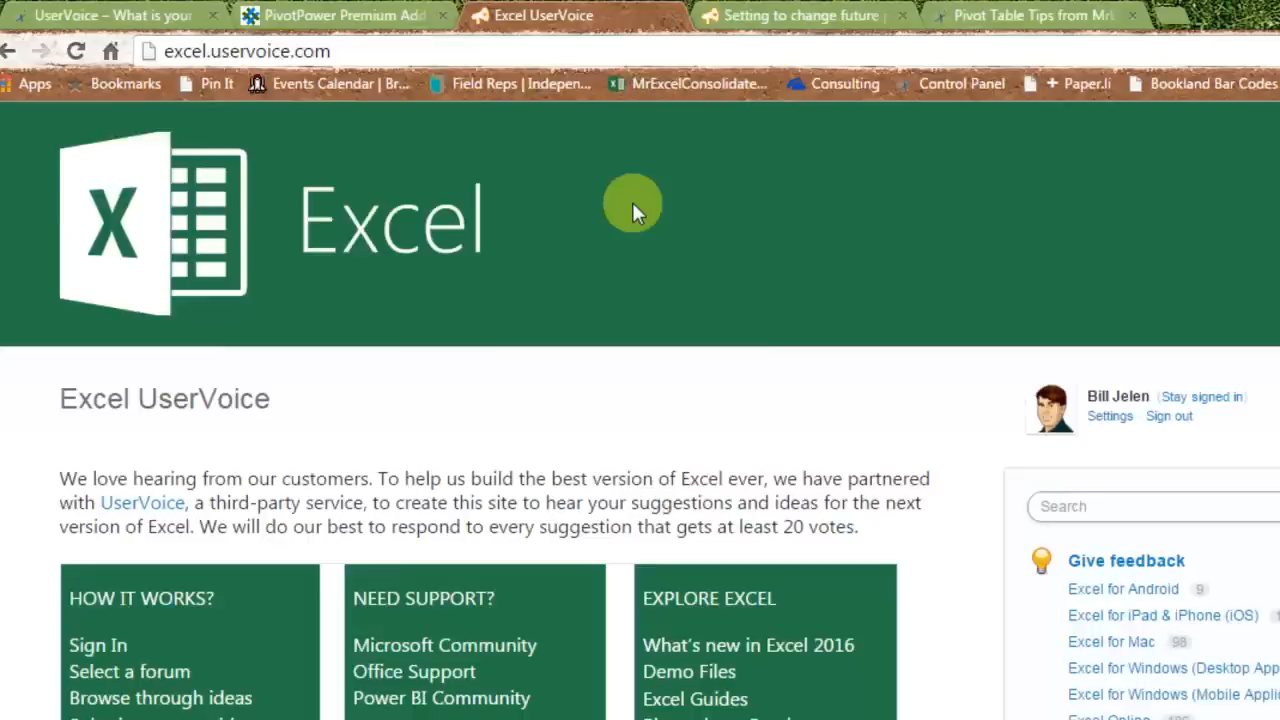 UserVoice – What is your
PivotPower Premium Add
Excel UserVoice
Setting to change future
Pivot Table Tips from MrE
excel.uservoice.com
Apps
Bookmarks
Pin It
Events Calendar | Br...
Field Reps | Indepen...
MrExcelConsolidate...
Consulting
Control Panel
+ Paper.li
Bookland Bar Codes
X
Excel
Excel UserVoice
Bill Jelen (Stay signed in)
Settings Sign out
We love hearing from our customers. To help us build the best version of Excel ever, we have partnered
with UserVoice, a third-party service, to create this site to hear your suggestions and ideas for the next
version of Excel. We will do our best to respond to every suggestion that gets at least 20 votes.
Search
Give feedback
Excel for Android 9
Excel for iPad & iPhone (iOS)
Excel for Mac 98
Excel for Windows (Desktop App
Excel for Windows (Mobile Appli
Excel Online
HOW IT WORKS?
Sign In
Select a forum
Browse through ideas
NEED SUPPORT?
Microsoft Community
Office Support
Power BI Community
EXPLORE EXCEL
What's new in Excel 2016
Demo Files
Excel Guides